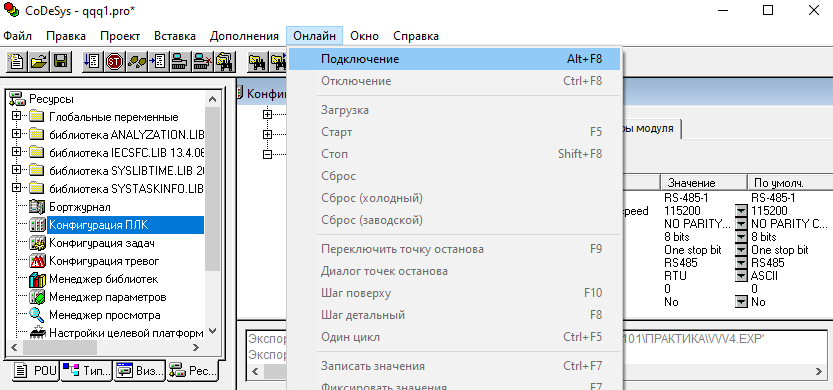 CoDeSys - qqq1.pro*
Файл Правка Проект Вставка Дополнения Онлайн Окно Справка
Подключение Alt+F8
Отключение Ctrl+F8
Загрузка
Старт F5
Стоп Shift+F8
Сброс
Сброс (холодный)
Сброс (заводской)
Переключить точку останова F9
Диалог точек останова
Шаг поверху F10
Шаг детальный F8
Один цикл Ctrl+F5
Записать значения Ctrl+F7
Фиксировать значения F7
Ресурсы
Глобальные переменные
библиотека ANALYZATION.LIB
библиотека IECSFC.LIB 13.4.06
библиотека SYSLIBTIME.LIB 20
библиотека SYSTASKINFO.LIB
Бортжурнал
Конфигурация ПЛК
Конфигурация задач
Конфигурация тревог
Менеджер библиотек
Менеджер параметров
Менеджер просмотра
Настройки целевой платформ
POU Тип... Виз... Рес...
Конфи
ры модуля
Значение По умолч.
RS-485-1 RS-485-1
peed 115200 115200
NO PARITY... NO PARITY C...
8 bits 8 bits
One stop bit One stop bit
RS485 RS485
RTU ASCII
0 0
No No
Экспор 101\ПРАКТИКА\VVV4.EXP'
Экспо